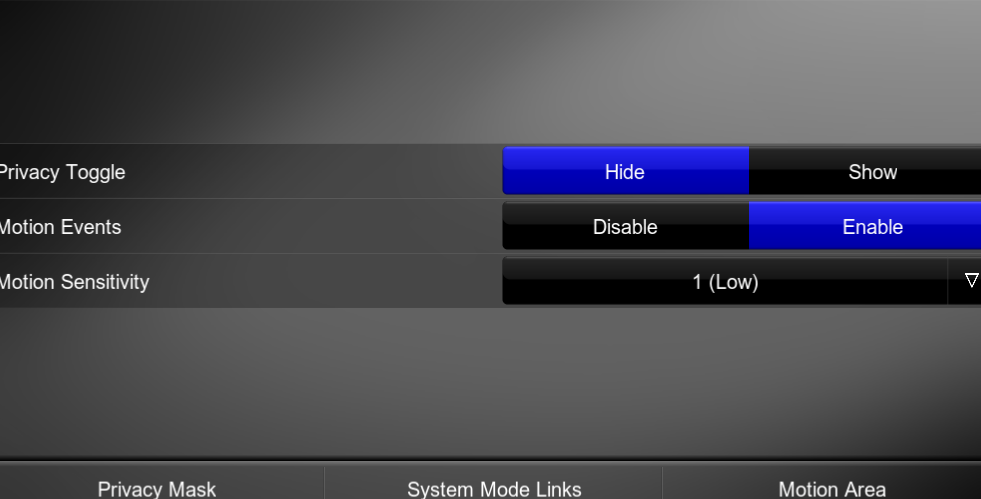 Privacy Toggle Hide Show
Motion Events Disable Enable
Motion Sensitivity 1 (Low)
Privacy Mask System Mode Links Motion Area